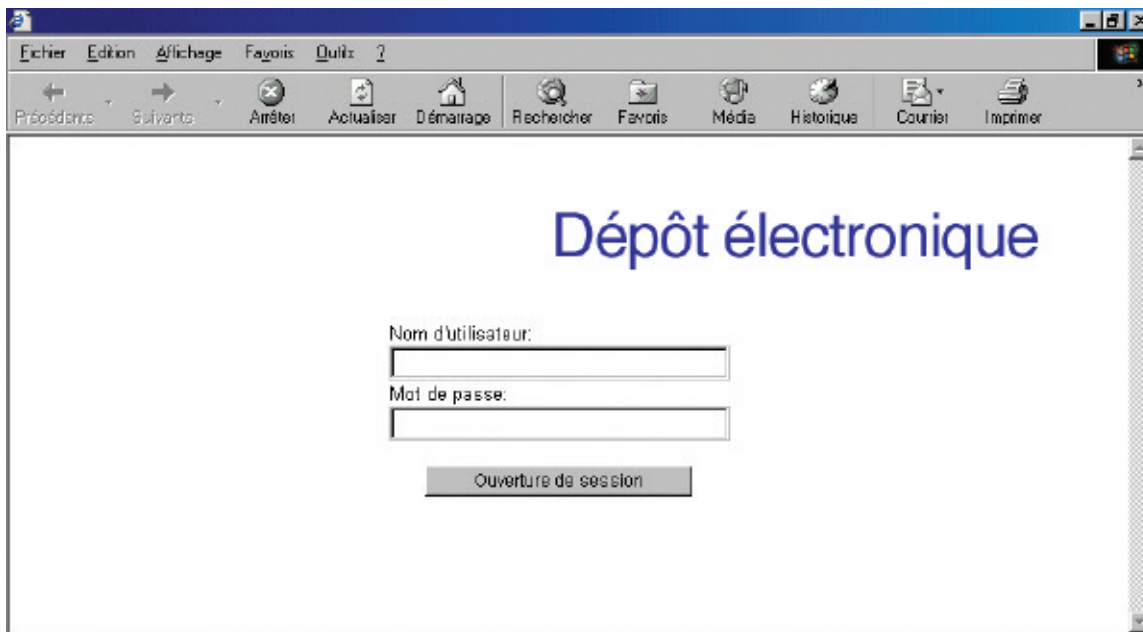 Fichier Edition Affichage Favoris Outils ?
Précédente Suivante Arrêter Actualiser Démarrage Rechercher Favoris Média Historique Courrier Imprimer
Dépôt électronique
Nom d'utilisateur:
Mot de passe:
Ouverture de session